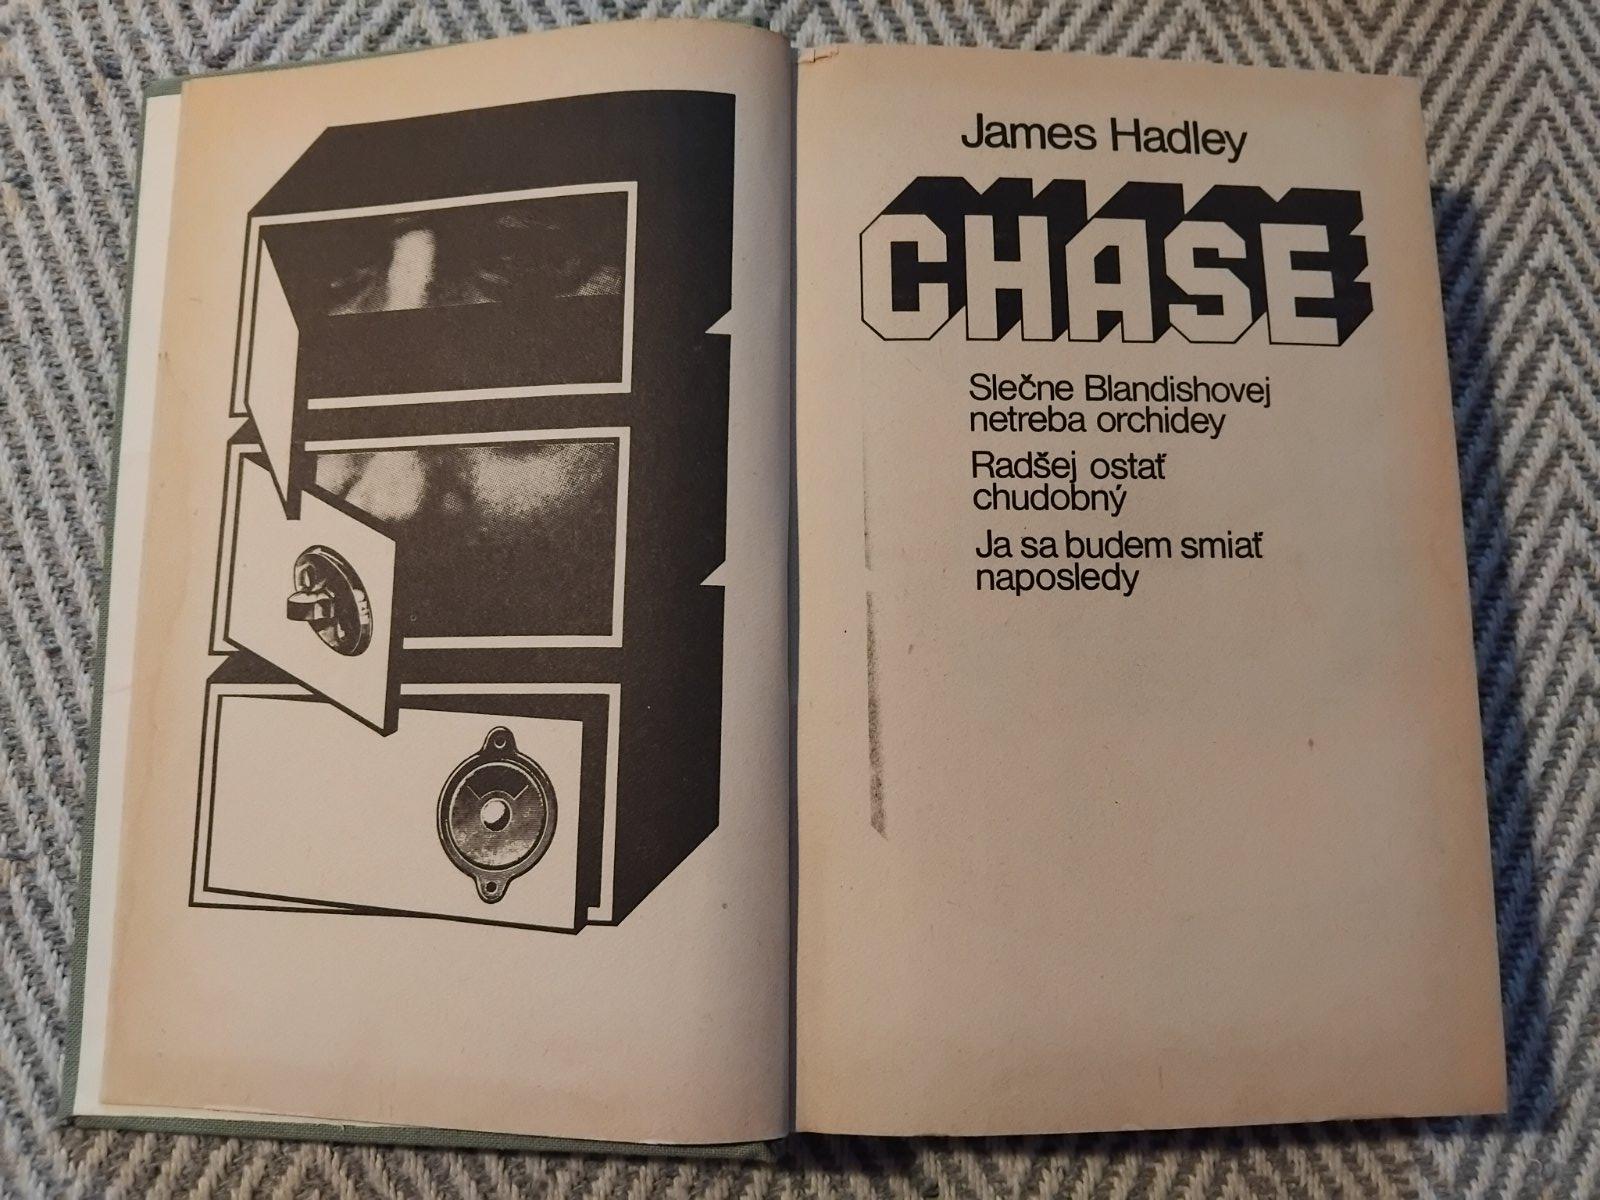 James Hadley
CHASE
Slečne Blandishovej
netreba orchidey
Radšej ostať
chudobný
Ja sa budem smiať
naposledy